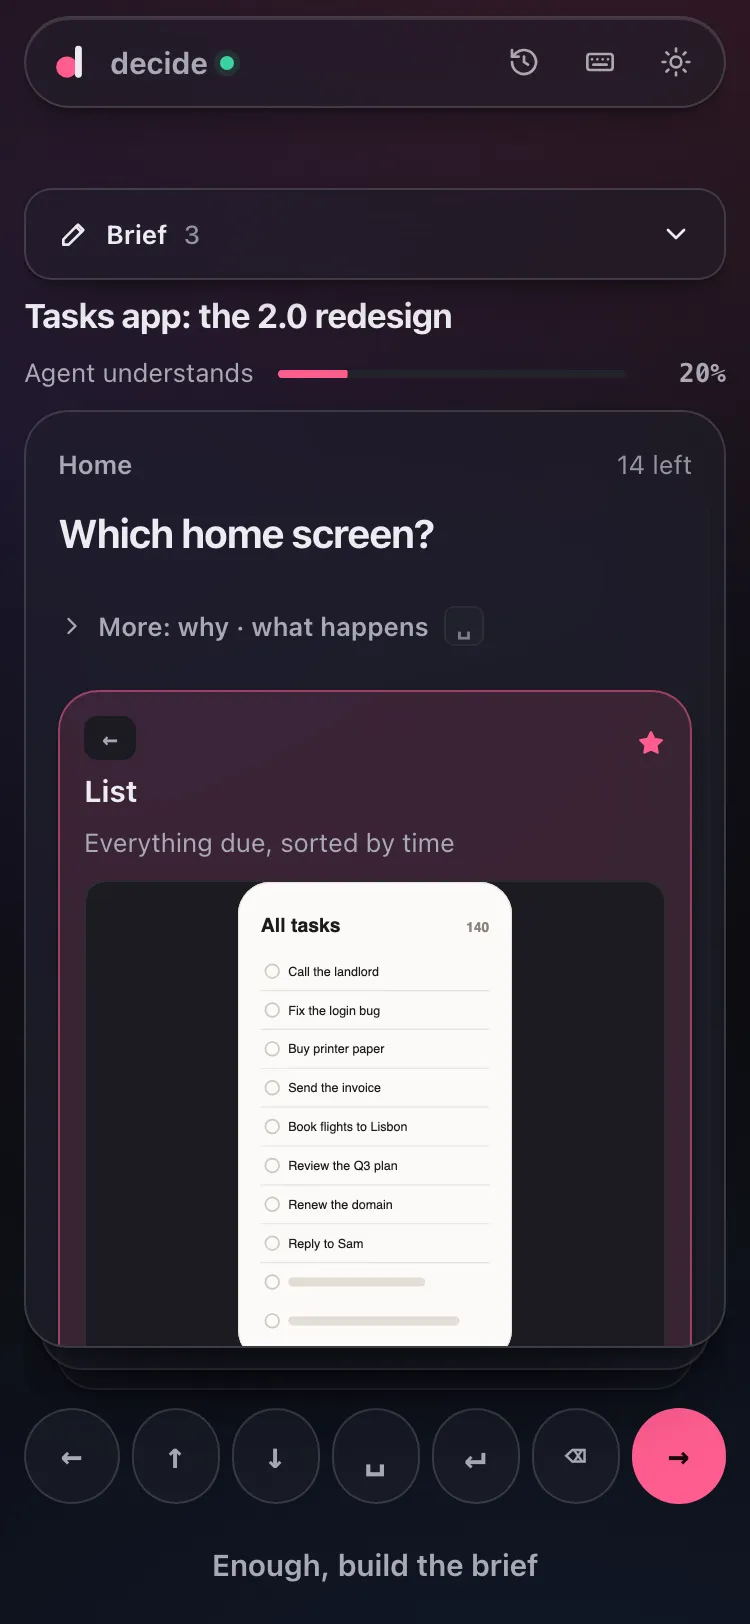 decide
Brief 3
Tasks app: the 2.0 redesign
Agent understands 20%
Home 14 left
Which home screen?
More: why · what happens ␣
←
List
Everything due, sorted by time
All tasks 140
Call the landlord
Fix the login bug
Buy printer paper
Send the invoice
Book flights to Lisbon
Review the Q3 plan
Renew the domain
Reply to Sam
← ↑ ↓ ␣ ↵ ⌫ →
Enough, build the brief